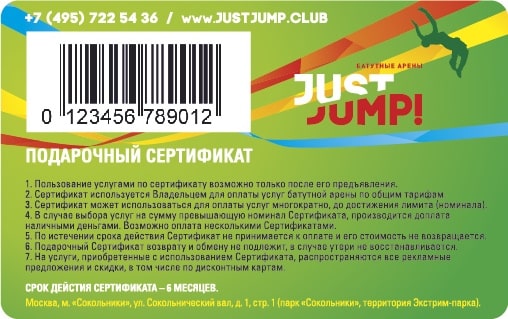 +7 (495) 722 54 36 / WWW.JUSTJUMP.CLUB
0 123456 789012
БАТУТНЫЕ АРЕНЫ
JUST
JUMP!
ПОДАРОЧНЫЙ СЕРТИФИКАТ
1. Пользование услугами по сертификату возможно только после его предъявления.
2. Сертификат используется Владельцем для оплаты услуг батутной арены по общим тарифам
3. Сертификат может использоваться для оплаты услуг многократно, до достижения лимита (номинала).
4. В случае выбора услуг на сумму превышающую номинал Сертификата, производится доплата
наличными деньгами. Возможно оплата несколькими Сертификатами.
5. По истечении срока действия Сертификат не принимается к оплате и его стоимость не возвращается.
6. Подарочный Сертификат возврату и обмену не подлежит, в случае утери не восстанавливается.
7. На услуги, приобретенные с использованием Сертификата, распространяются все рекламные
предложения и скидки, в том числе по дисконтным картам.
СРОК ДЕЙСТИЯ СЕРТИФИКАТА – 6 МЕСЯЦЕВ.
Москва, м. «Сокольники», ул. Сокольнический вал, д. 1, стр. 1 (парк «Сокольники», территория Экстрим-парка).